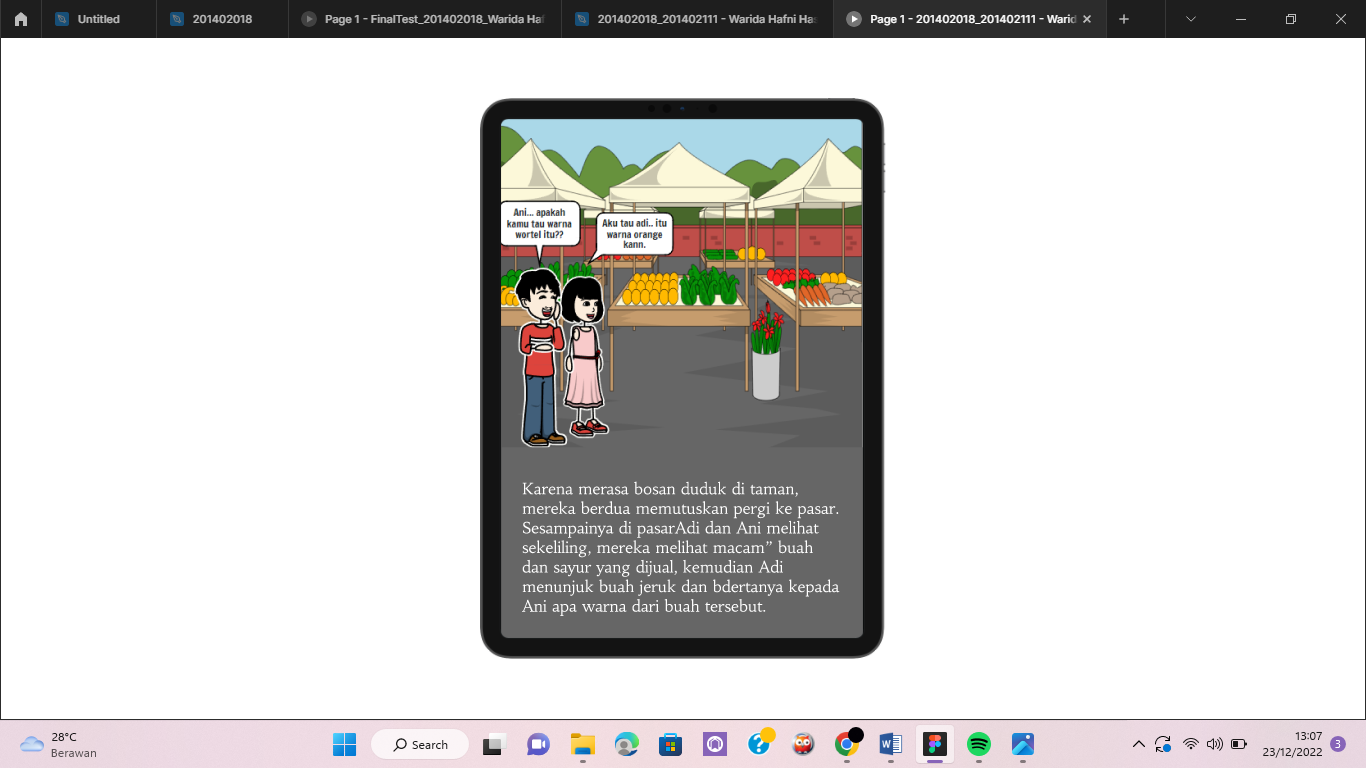 Untitled
201402018
Page 1 - FinalTest_201402018_Warida Haf
201402018_201402111 - Warida Hafni Has
Page 1 - 201402018_201402111 - Warid
Ani... apakah
kamu tau warna
wortel itu??
Aku tau adi.. itu
warna orange
kann.
Karena merasa bosan duduk di taman,
mereka berdua memutuskan pergi ke pasar.
Sesampainya di pasarAdi dan Ani melihat
sekeliling, mereka melihat macam” buah
dan sayur yang dijual, kemudian Adi
menunjuk buah jeruk dan bdertanya kepada
Ani apa warna dari buah tersebut.
28°C
Berawan
Search
13:07
23/12/2022
3